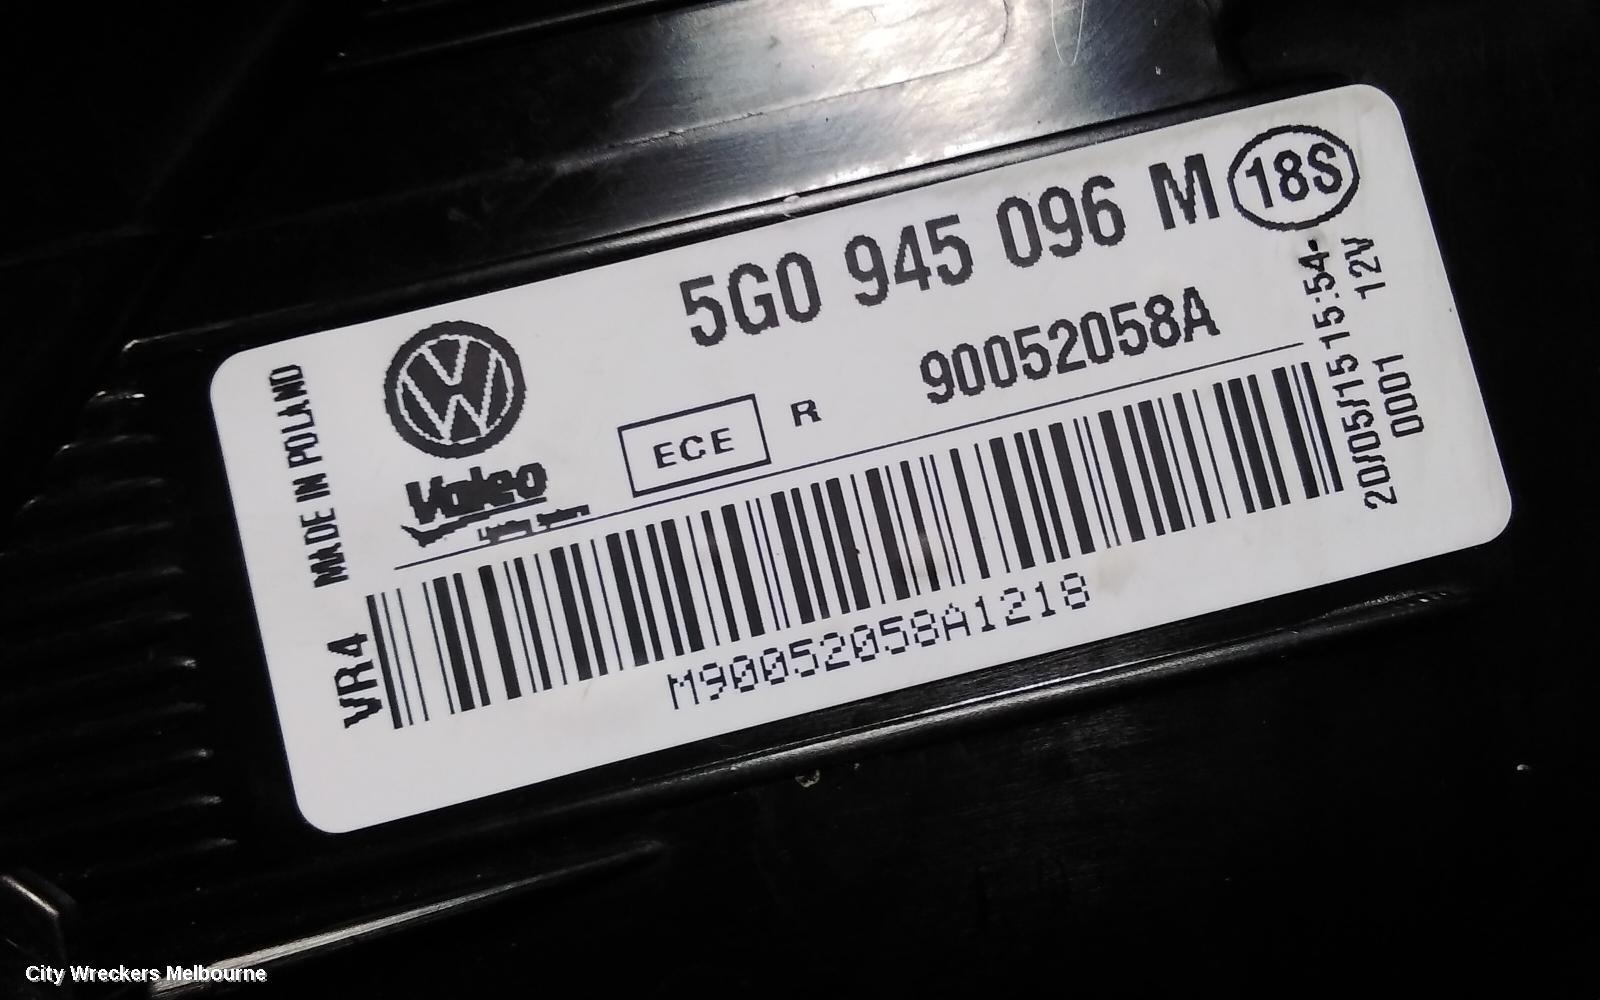 5G0 945 096 M 18S
90052058A
ECE R
MADE IN POLAND
Valeo
VR4
M90052058A1218
20/05/15 15:54-
0001 12V
City Wreckers Melbourne